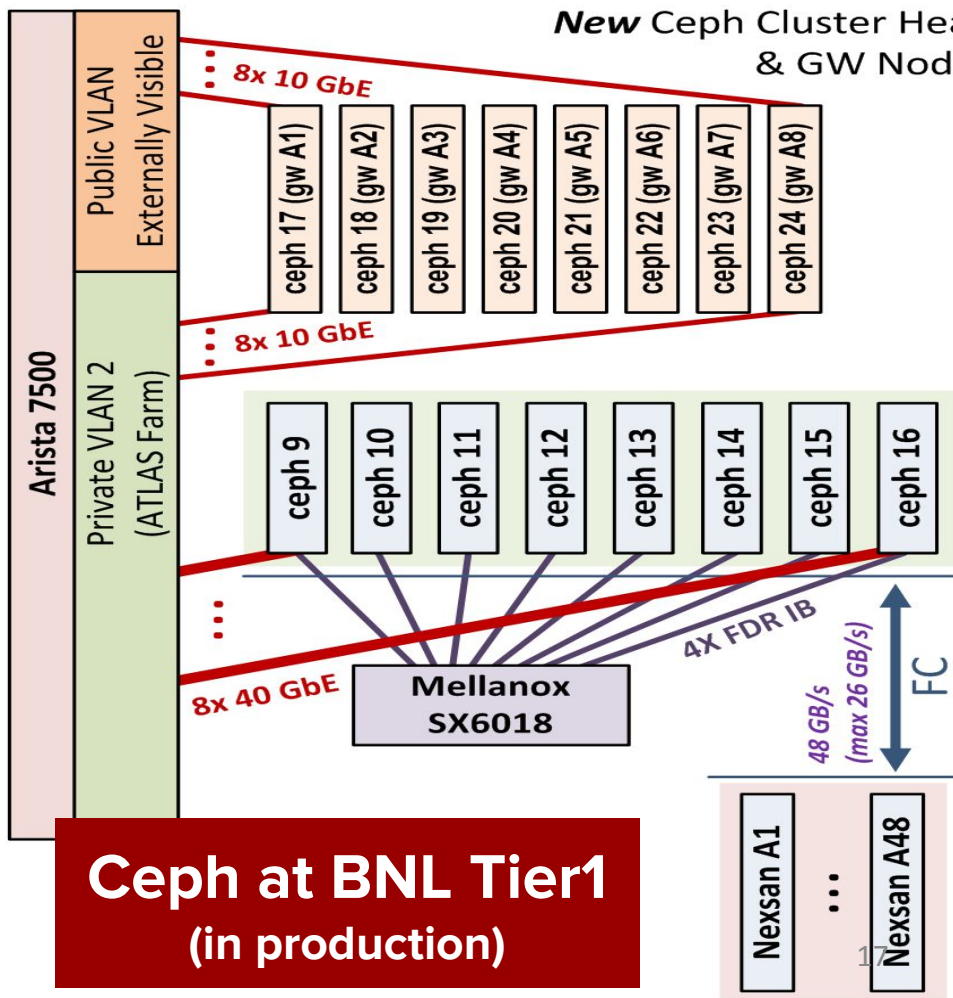 New Ceph Cluster Hea
& GW Nod
Arista 7500
Public VLAN
Externally Visible
Private VLAN 2
(ATLAS Farm)
8x 10 GbE
ceph 17 (gw A1)
ceph 18 (gw A2)
ceph 19 (gw A3)
ceph 20 (gw A4)
ceph 21 (gw A5)
ceph 22 (gw A6)
ceph 23 (gw A7)
ceph 24 (gw A8)
8x 10 GbE
ceph 9
ceph 10
ceph 11
ceph 12
ceph 13
ceph 14
ceph 15
ceph 16
8x 40 GbE
4X FDR IB
Mellanox
SX6018
48 GB/s
(max 26 GB/s)
FC
Nexsan A1
...
Nexsan A48
Ceph at BNL Tier1
(in production)
17